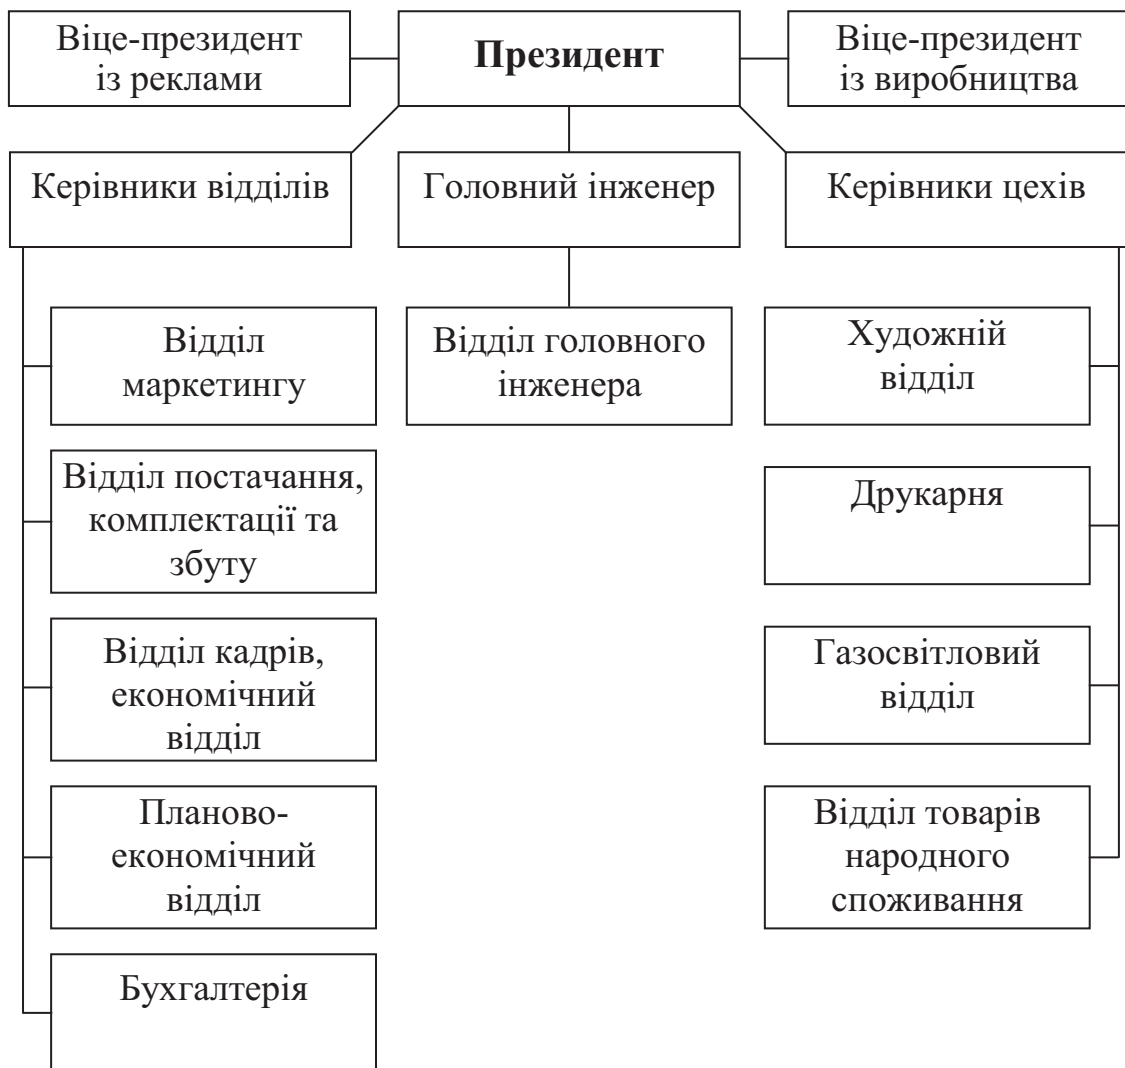 Віце-президент
із реклами
Президент
Віце-президент
із виробництва
Керівники відділів
Головний інженер
Керівники цехів
Відділ
маркетингу
Відділ головного
інженера
Художній
відділ
Відділ постачання,
комплектації та
збуту
Друкарня
Відділ кадрів,
економічний
відділ
Газосвітловий
відділ
Планово-
економічний
відділ
Відділ товарів
народного
споживання
Бухгалтерія